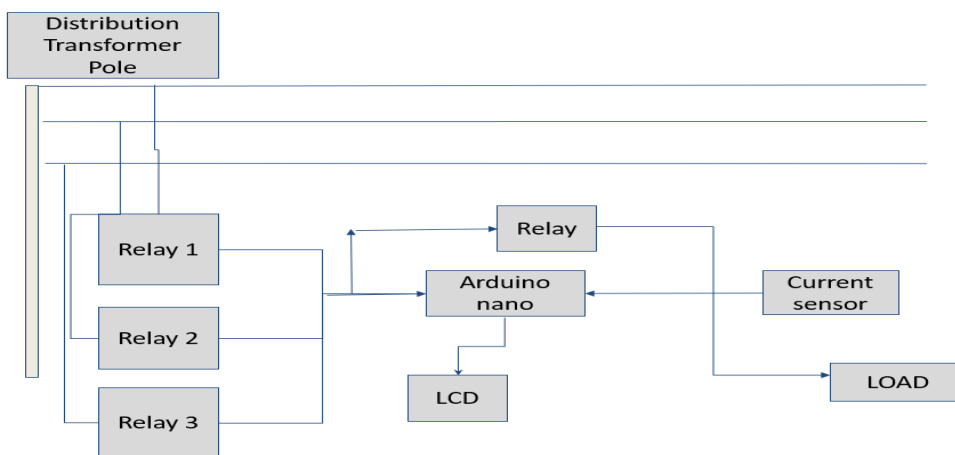 Distribution
Transformer
Pole
Relay 1
Relay
Arduino
nano
Current
sensor
Relay 2
LCD
LOAD
Relay 3